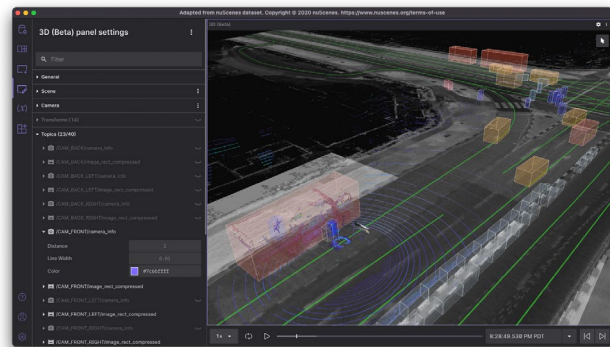 Adapted from nuScenes dataset. Copyright © 2020 nuScenes. https://www.nuscenes.org/terms-of-use
3D (Beta) panel settings
3D (Beta)
Filter
General
Scene
Camera
Transforms (14)
Topics (23/40)
/CAM_BACK/camera_info
/CAM_BACK/image_rect_compressed
/CAM_BACK_LEFT/camera_info
/CAM_BACK_LEFT/image_rect_compressed
/CAM_BACK_RIGHT/camera_info
/CAM_BACK_RIGHT/image_rect_compressed
/CAM_FRONT/camera_info
Distance
Line Width
Color
/CAM_FRONT/image_rect_compressed
/CAM_FRONT_LEFT/camera_info
/CAM_FRONT_LEFT/image_rect_compressed
/CAM_FRONT_RIGHT/camera_info
/CAM_FRONT_RIGHT/image_rect_compressed
1×
8:28:49.530 PM PDT